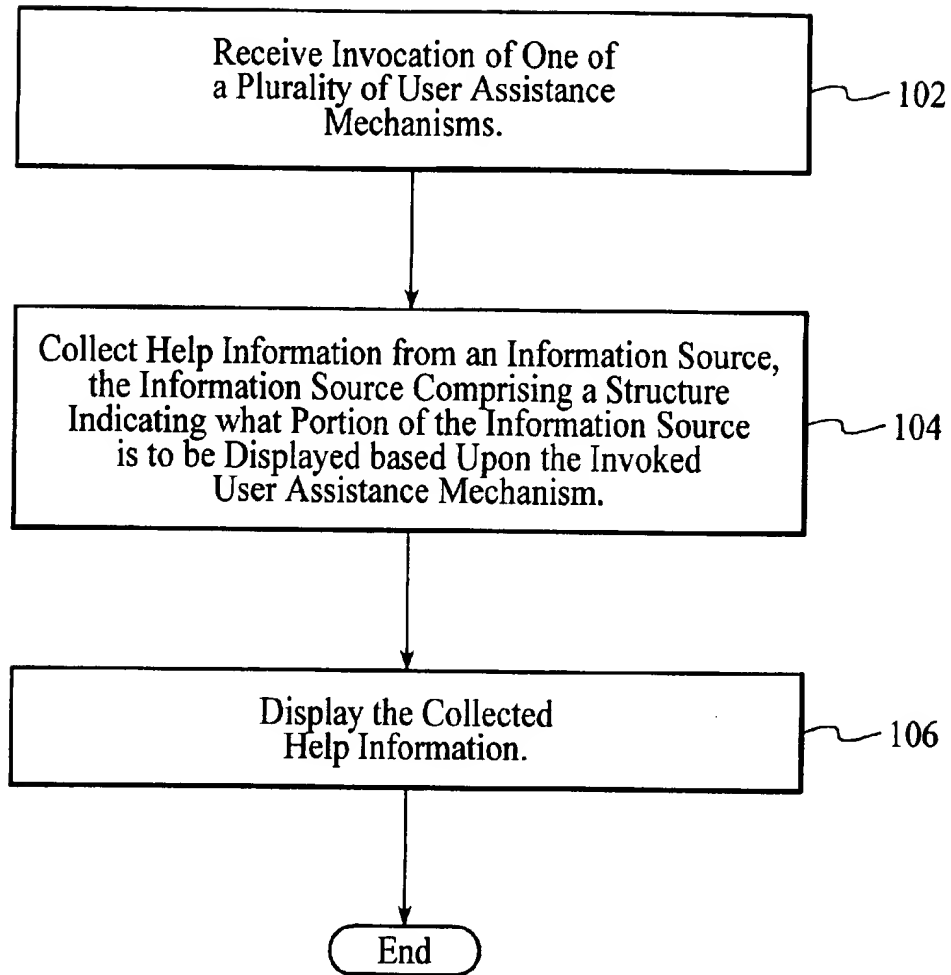 Receive Invocation of One of
a Plurality of User Assistance
Mechanisms.
102
Collect Help Information from an Information Source,
the Information Source Comprising a Structure
Indicating what Portion of the Information Source
is to be Displayed based Upon the Invoked
User Assistance Mechanism.
104
Display the Collected
Help Information.
106
End